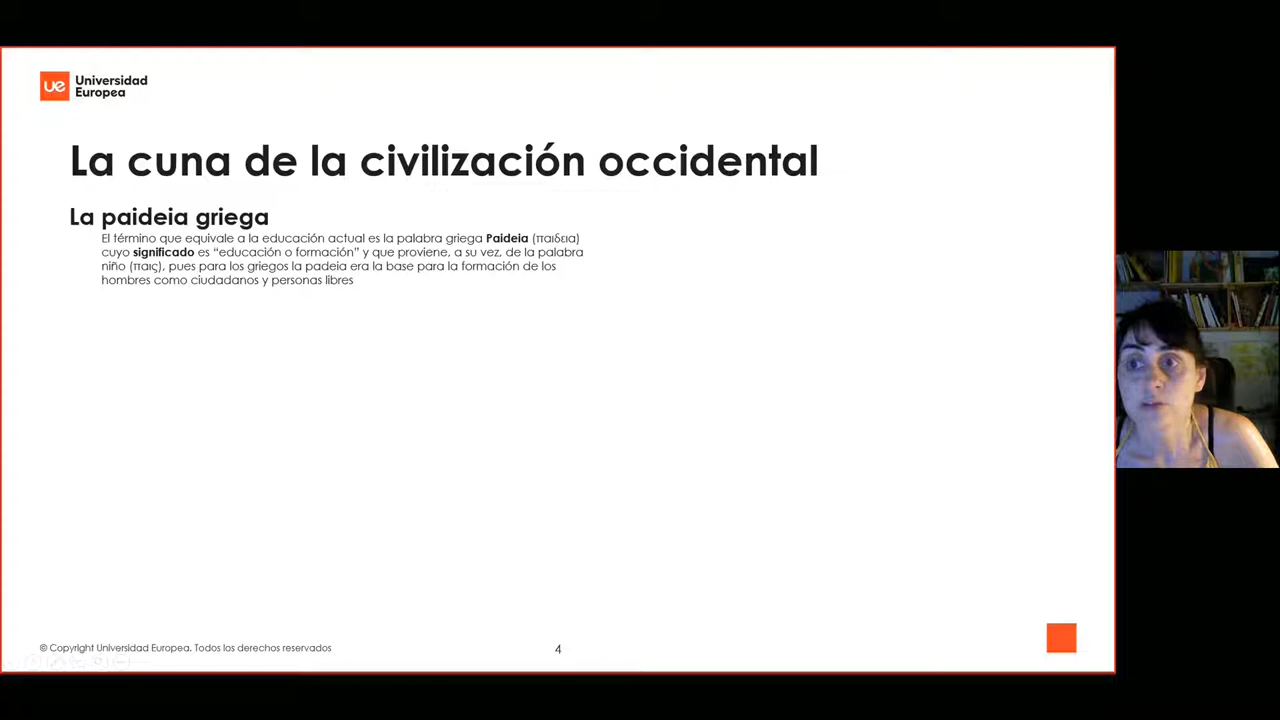 ue Universidad
Europea
La cuna de la civilización occidental
La paideia griega
El término que equivale a la educación actual es la palabra griega Paideia (παιδεια)
cuyo significado es “educación o formación” y que proviene, a su vez, de la palabra
niño (παις), pues para los griegos la padeia era la base para la formación de los
hombres como ciudadanos y personas libres
© Copyright Universidad Europea. Todos los derechos reservados
4